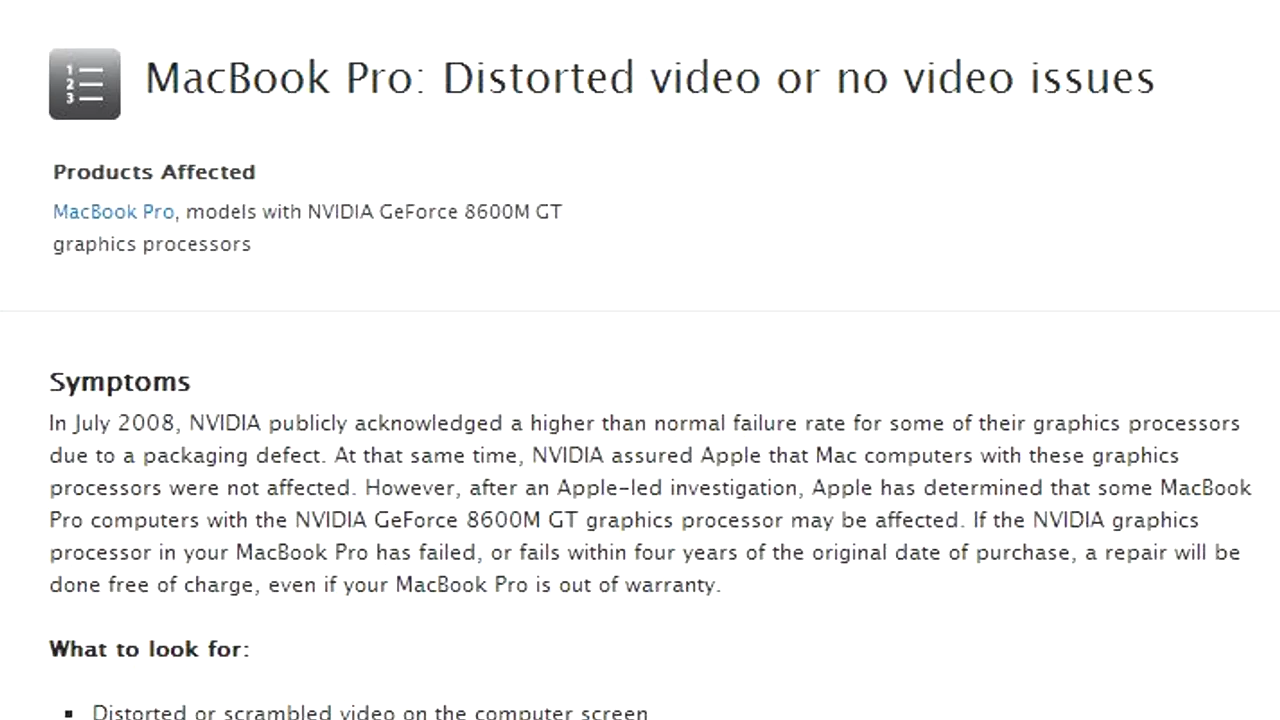 1
2
3
MacBook Pro: Distorted video or no video issues
Products Affected
MacBook Pro, models with NVIDIA GeForce 8600M GT
graphics processors
Symptoms
In July 2008, NVIDIA publicly acknowledged a higher than normal failure rate for some of their graphics processors
due to a packaging defect. At that same time, NVIDIA assured Apple that Mac computers with these graphics
processors were not affected. However, after an Apple-led investigation, Apple has determined that some MacBook
Pro computers with the NVIDIA GeForce 8600M GT graphics processor may be affected. If the NVIDIA graphics
processor in your MacBook Pro has failed, or fails within four years of the original date of purchase, a repair will be
done free of charge, even if your MacBook Pro is out of warranty.
What to look for:
▪ Distorted or scrambled video on the computer screen